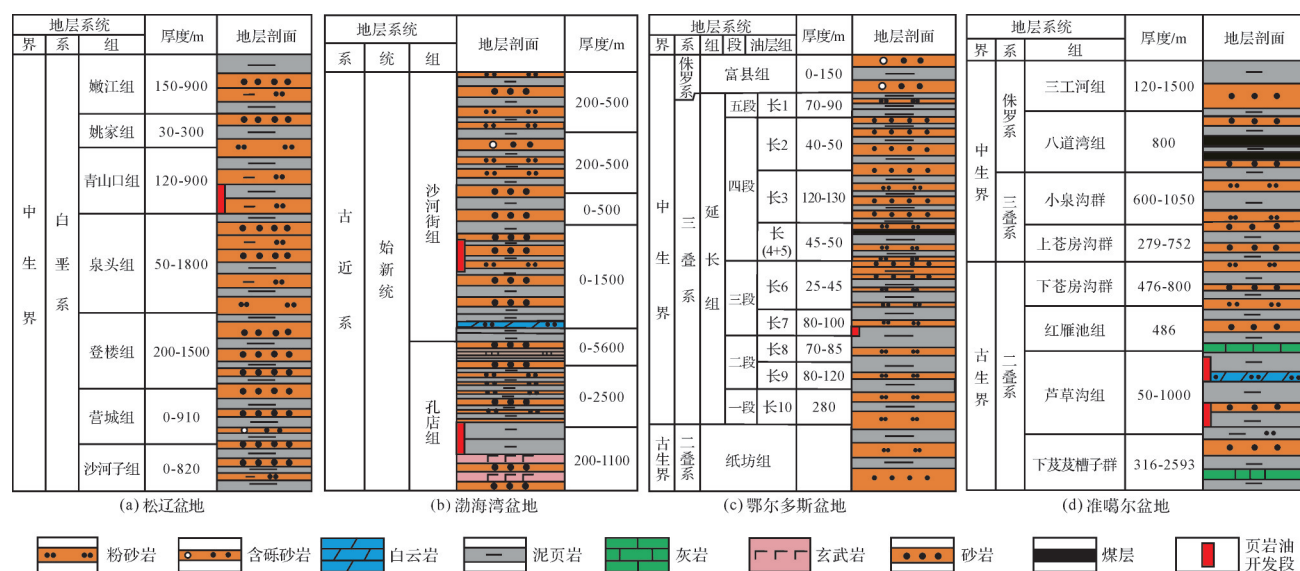 地层系统
厚度/m
地层剖面
界
系
组
中生界
白垩系
嫩江组
150-900
姚家组
30-300
青山口组
120-900
泉头组
50-1800
登楼组
200-1500
营城组
0-910
沙河子组
0-820
(a) 松辽盆地
地层系统
地层剖面
厚度/m
系
统
组
古近系
始新统
沙河街组
孔店组
200-500
200-500
0-500
0-1500
0-5600
0-2500
200-1100
(b) 渤海湾盆地
地层系统
厚度/m
地层剖面
界
系
组
段
油层组
侏罗系
富县组
0-150
中生界
三叠系
延长组
五段
长1
70-90
四段
长2
40-50
长3
120-130
长(4+5)
45-50
三段
长6
25-45
长7
80-100
二段
长8
70-85
长9
80-120
一段
长10
280
古生界
二叠系
纸坊组
(c) 鄂尔多斯盆地
地层系统
厚度/m
地层剖面
界
系
组
中生界
侏罗系
三工河组
120-1500
八道湾组
800
三叠系
小泉沟群
600-1050
上苍房沟群
279-752
古生界
二叠系
下苍房沟群
476-800
红雁池组
486
芦草沟组
50-1000
下芨芨槽子群
316-2593
(d) 准噶尔盆地
粉砂岩
含砾砂岩
白云岩
泥页岩
灰岩
玄武岩
砂岩
煤层
页岩油
开发段